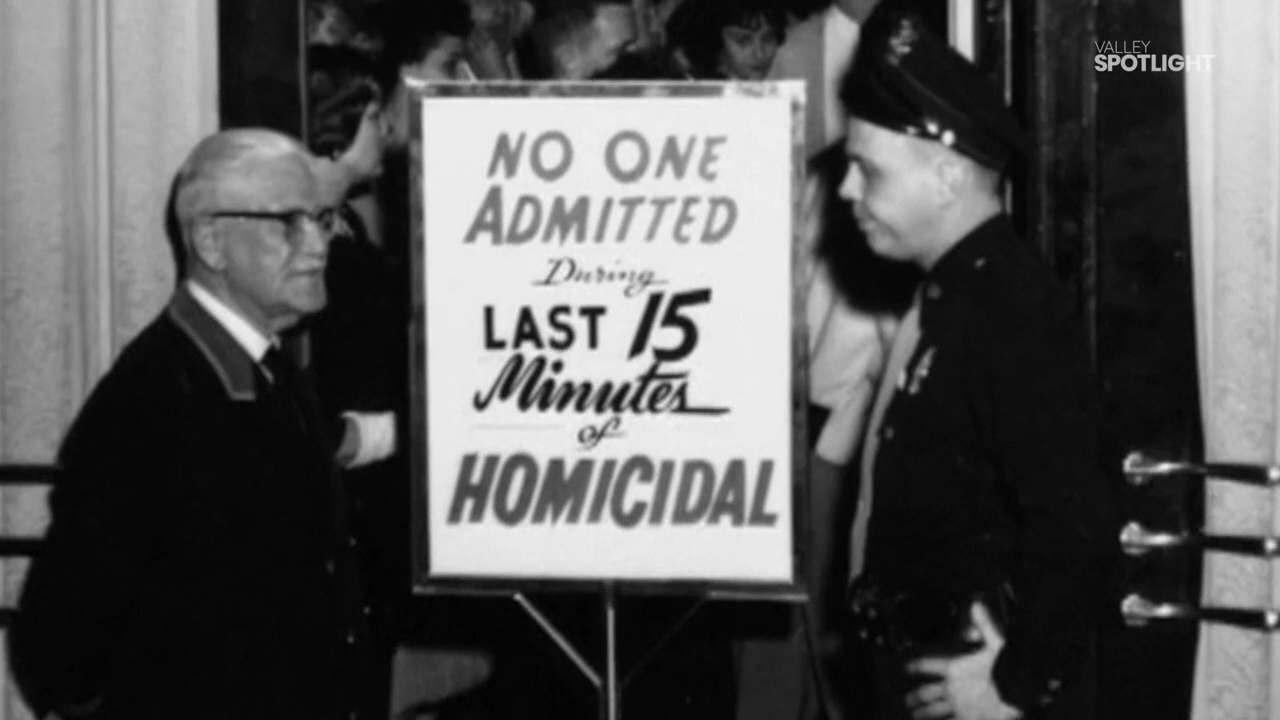 VALLEY
SPOTLIGHT
NO ONE
ADMITTED
During
LAST 15
Minutes
of
HOMICIDAL